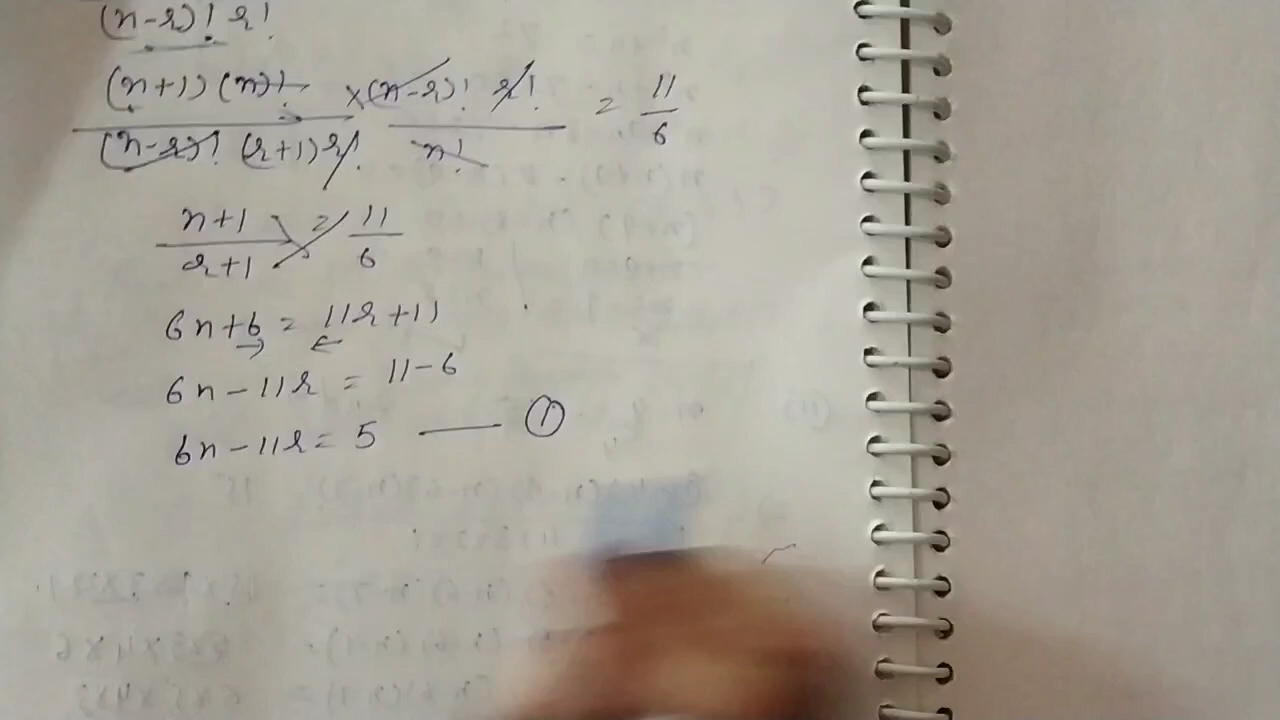 (n-r)! r!
(n+1)(n)! × (n-r)! r! = 11
(n-r)! (r+1) r! n! 6
n+1 = 11
r+1 6
6n+6 = 11r+11
6n-11r = 11-6
6n-11r = 5 —— ①